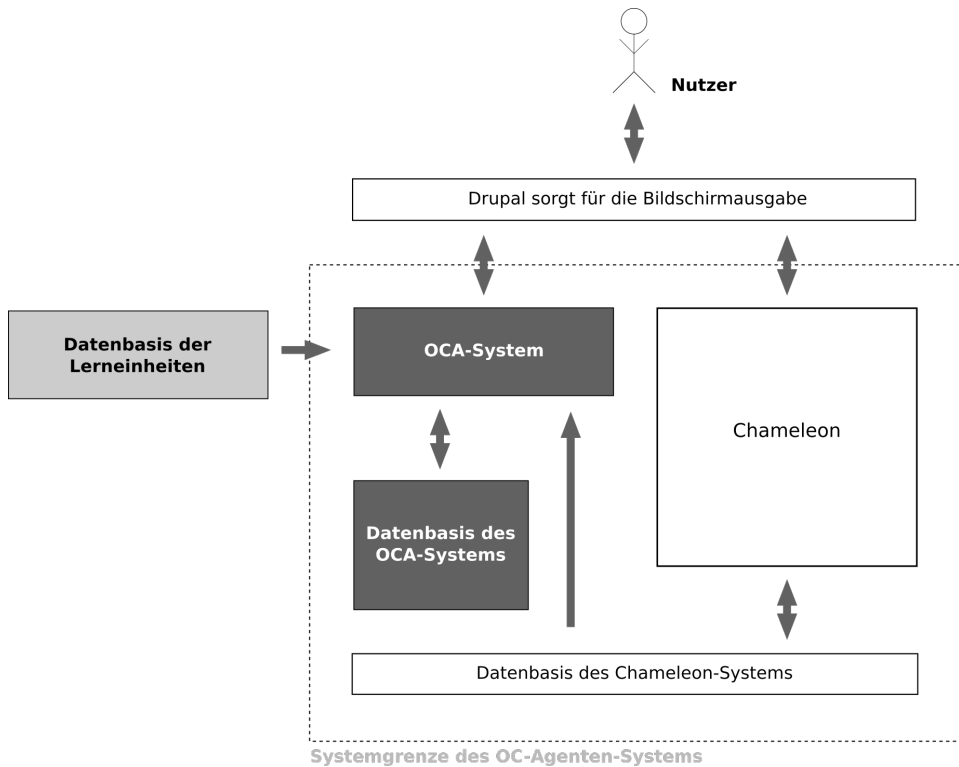 Nutzer
Drupal sorgt für die Bildschirmausgabe
Datenbasis der
Lerneinheiten
OCA-System
Chameleon
Datenbasis des
OCA-Systems
Datenbasis des Chameleon-Systems
Systemgrenze des OC-Agenten-Systems